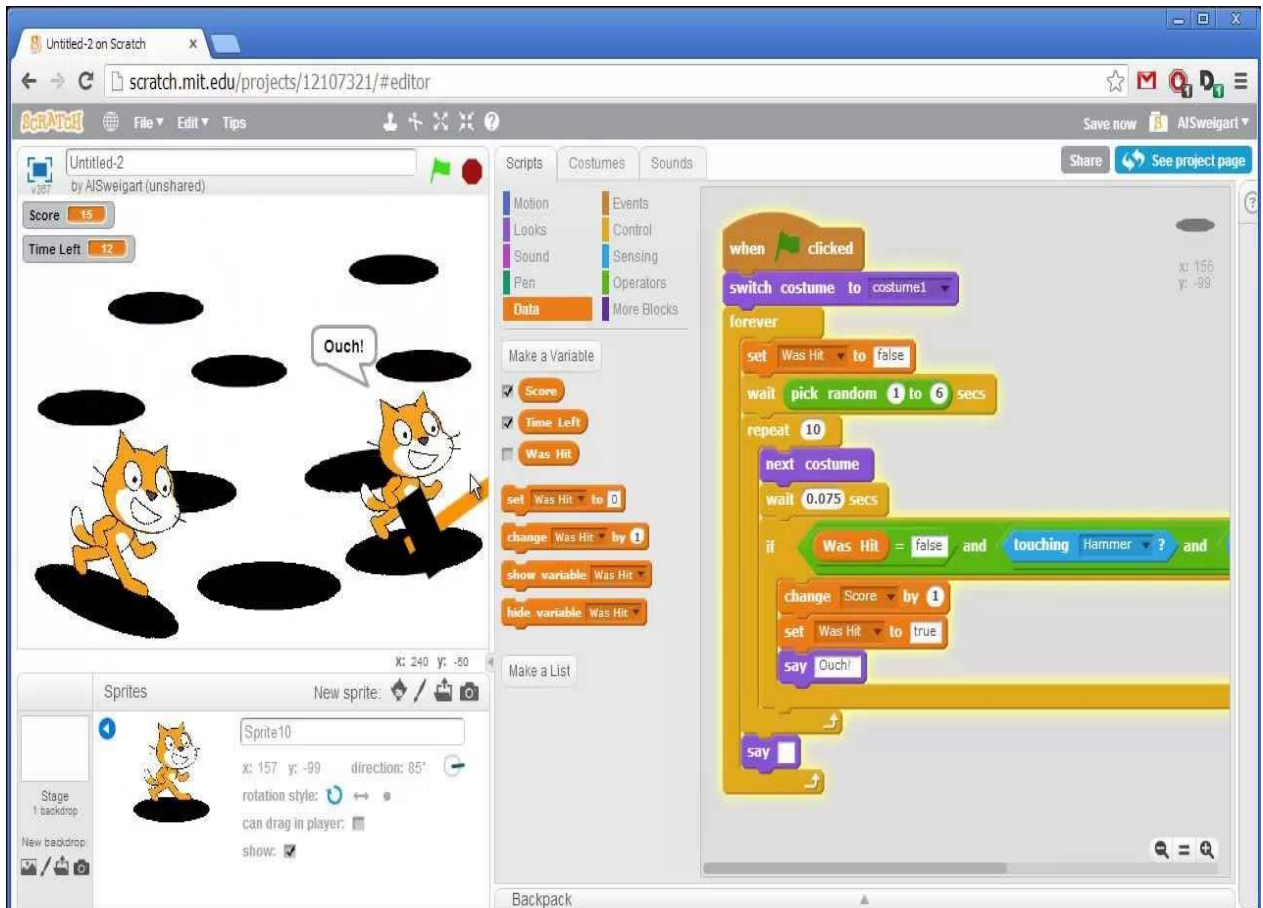 Untitled-2 on Scratch
scratch.mit.edu/projects/12107321/#editor
SCRATCH File Edit Tips
Save now AlSweigart
Untitled-2
by AlSweigart (unshared)
v357
Score 15
Time Left 12
Ouch!
x: 240 y: -60
Scripts Costumes Sounds
Share See project page
Motion Events
Looks Control
Sound Sensing
Pen Operators
Data More Blocks
Make a Variable
Score
Time Left
Was Hit
set Was Hit to 0
change Was Hit by 1
show variable Was Hit
hide variable Was Hit
Make a List
when clicked
switch costume to costume1
forever
set Was Hit to false
wait pick random 1 to 6 secs
repeat 10
next costume
wait 0.075 secs
if Was Hit = false and touching Hammer ? and
change Score by 1
set Was Hit to true
say Ouch!
say
x: 156
y: -99
Sprites New sprite:
Sprite10
x: 157 y: -99 direction: 85°
rotation style:
can drag in player:
show:
Stage
1 backdrop
New backdrop:
Backpack